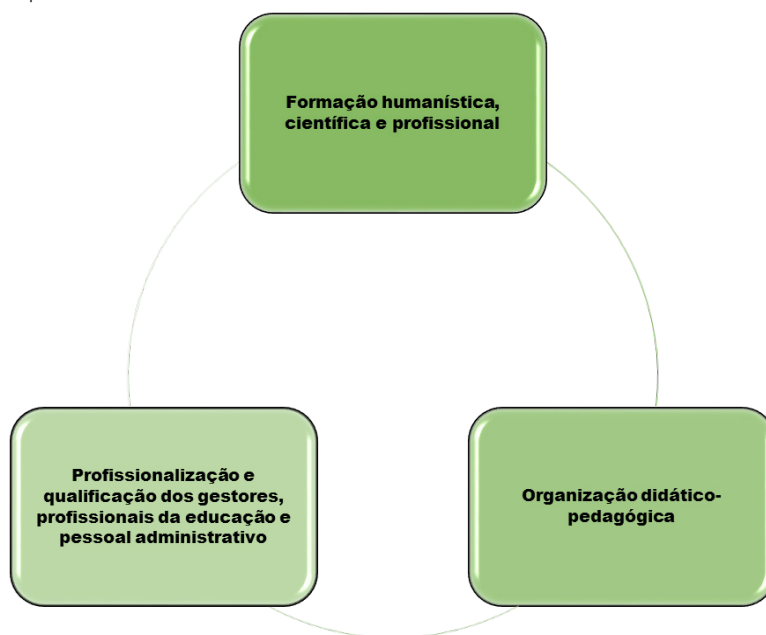 Formação humanística,
científica e profissional
Profissionalização e
qualificação dos gestores,
profissionais da educação e
pessoal administrativo
Organização didático-
pedagógica